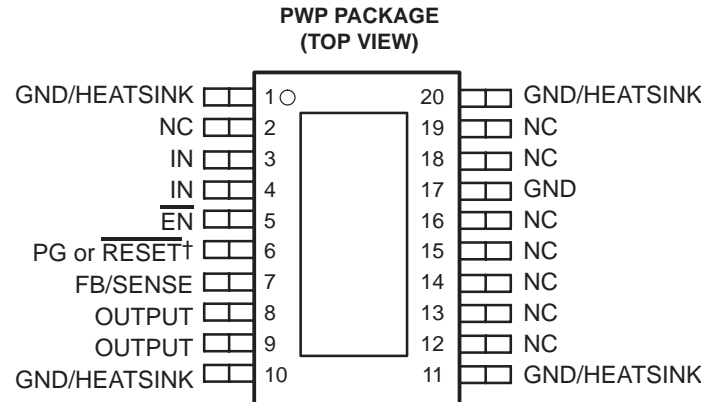 PWP PACKAGE
(TOP VIEW)
GND/HEATSINK 1 20 GND/HEATSINK
NC 2 19 NC
IN 3 18 NC
IN 4 17 GND
E̅N̅ 5 16 NC
PG or R̅E̅S̅E̅T̅† 6 15 NC
FB/SENSE 7 14 NC
OUTPUT 8 13 NC
OUTPUT 9 12 NC
GND/HEATSINK 10 11 GND/HEATSINK